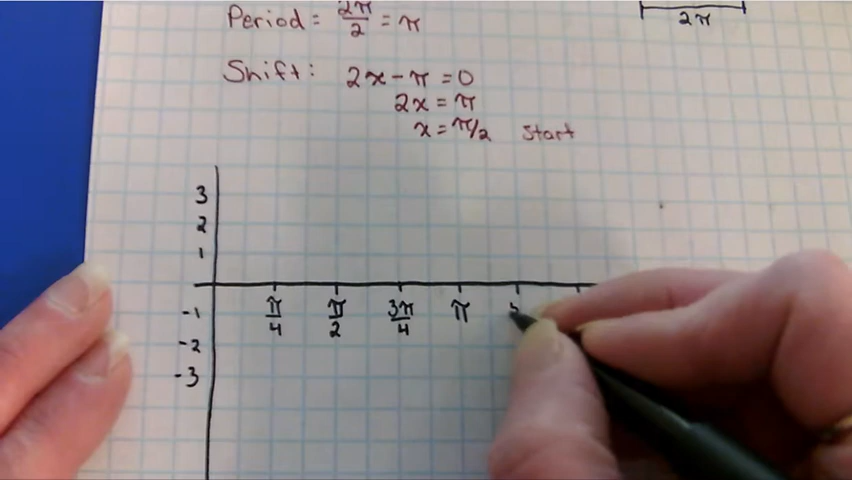 Period = 2π/2 = π
2π
Shift: 2x - π = 0
2x = π
x = π/2 start
3
2
1
-1
-2
-3
π/4 π/2 3π/4 π